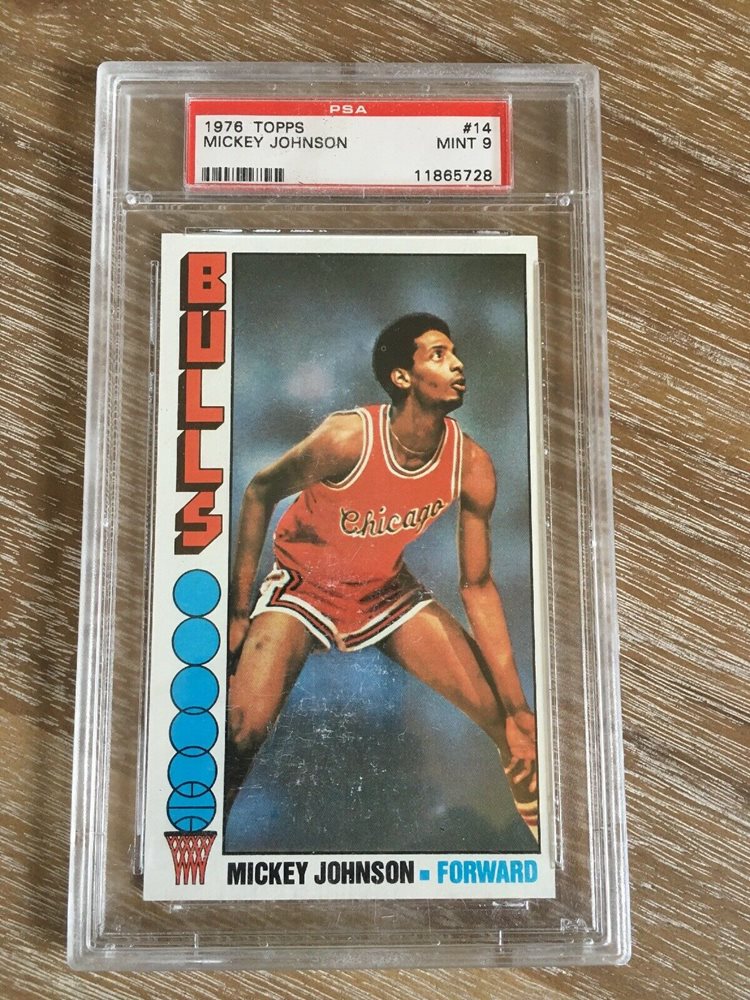 PSA
1976 TOPPS #14
MICKEY JOHNSON MINT 9
11865728
BULLS
Chicago
MICKEY JOHNSON ▪ FORWARD